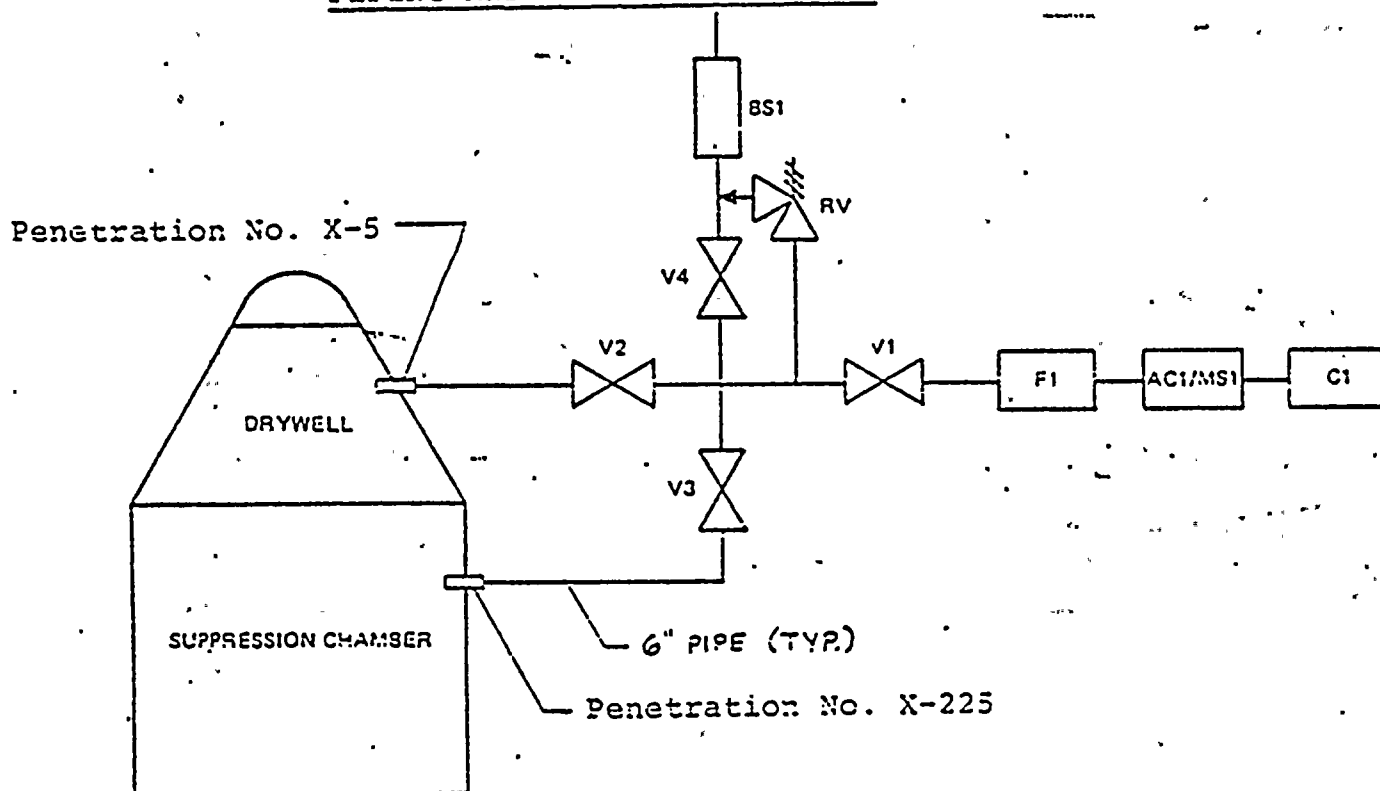 BS1
RV
Penetration No. X-5
V4
V2
V1
F1
AC1/MS1
C1
DRYWELL
V3
SUPPRESSION CHAMBER
6" PIPE (TYP.)
Penetration No. X-225